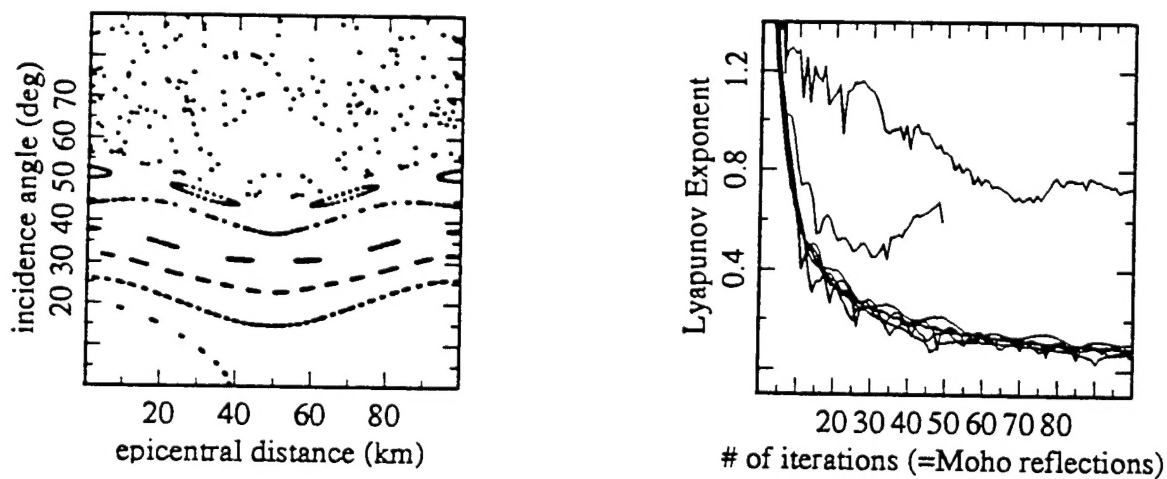 incidence angle (deg)
20 30 40 50 60 70
20 40 60 80
epicentral distance (km)
Lyapunov Exponent
0.4 0.8 1.2
20 30 40 50 60 70 80
# of iterations (=Moho reflections)